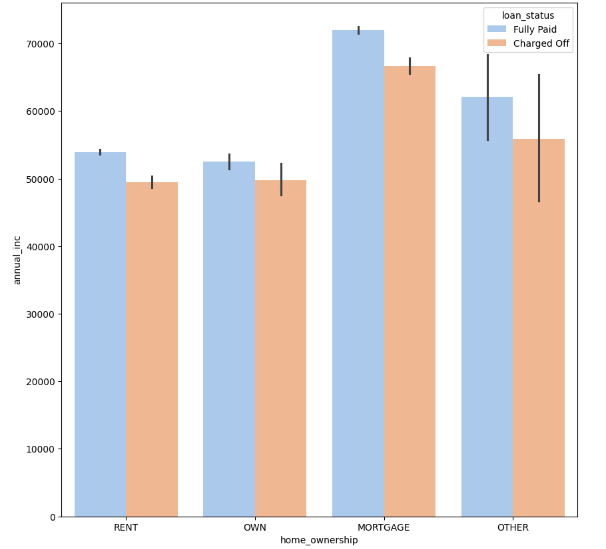 loan_status
Fully Paid
Charged Off
annual_inc
70000
60000
50000
40000
30000
20000
10000
0
RENT OWN MORTGAGE OTHER
home_ownership